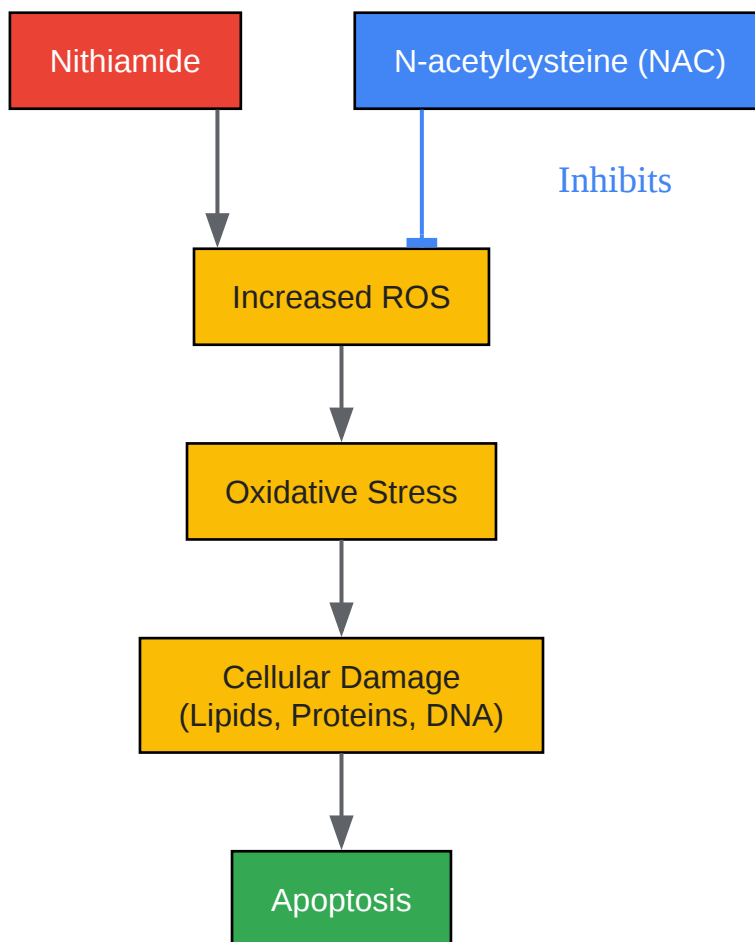 Nithiamide
N-acetylcysteine (NAC)
Inhibits
Increased ROS
Oxidative Stress
Cellular Damage
(Lipids, Proteins, DNA)
Apoptosis